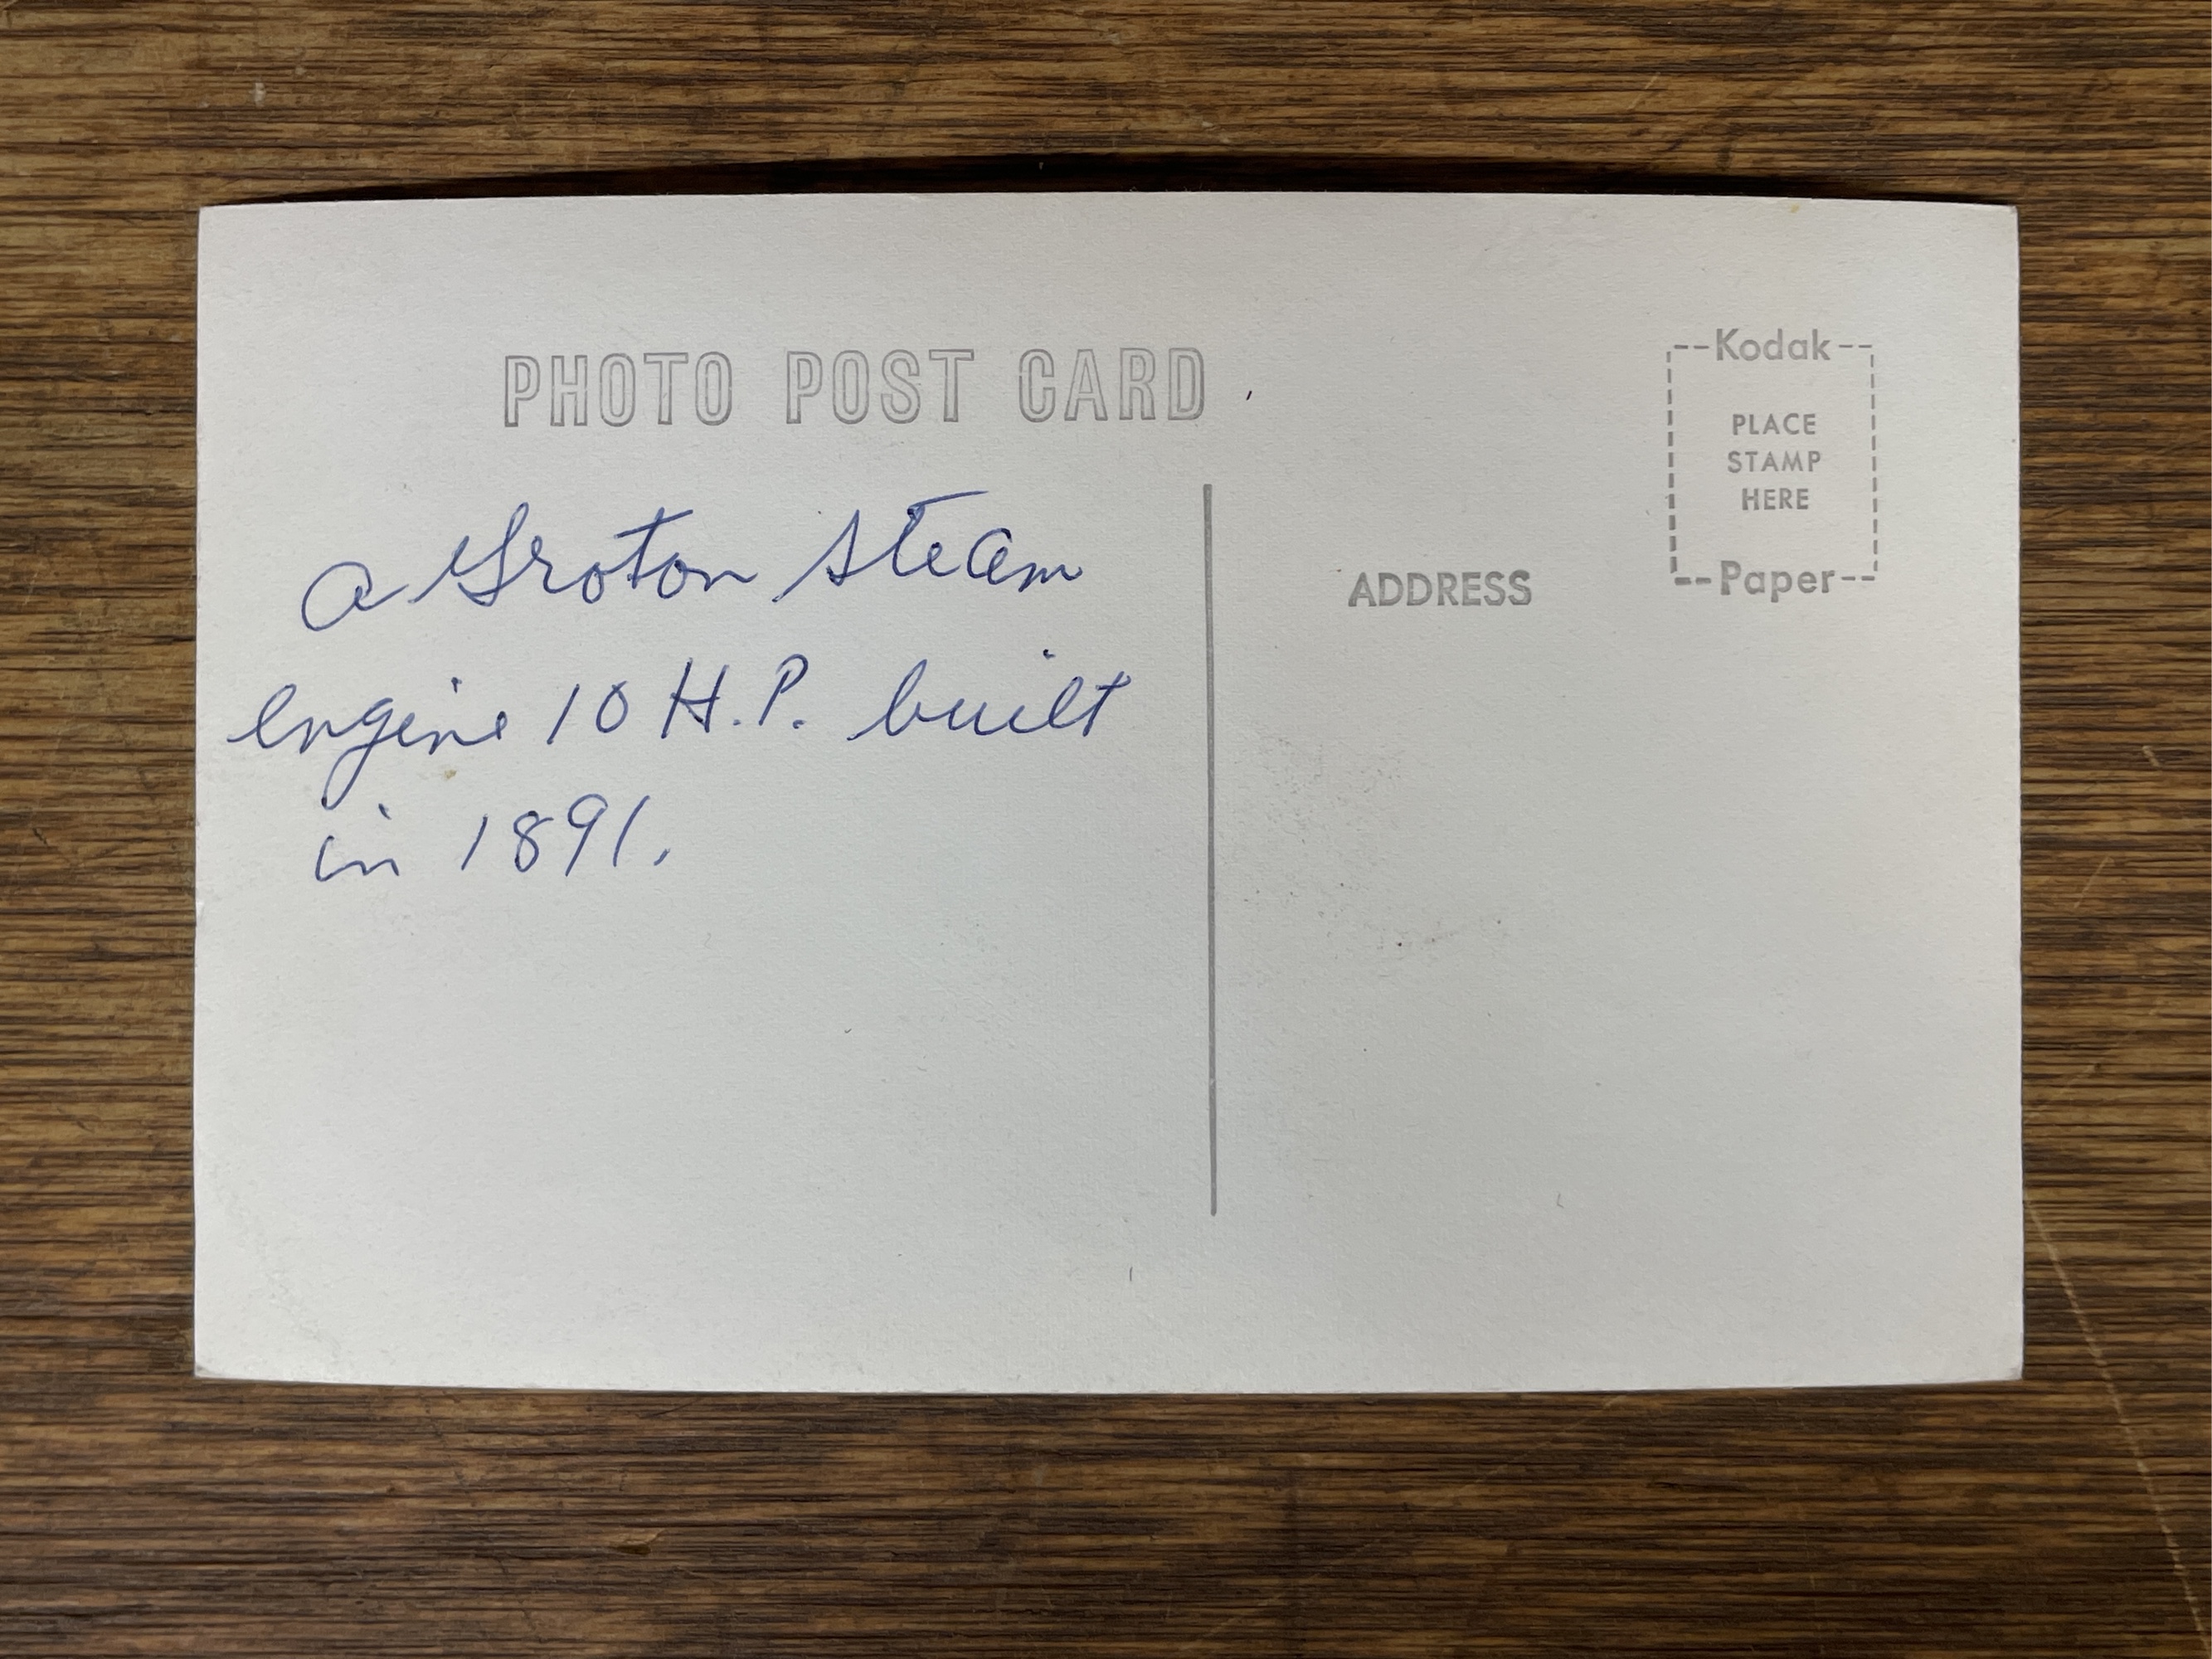 PHOTO POST CARD
a Groton steam
engine 10 H.P. built
in 1891.
ADDRESS
Kodak
PLACE
STAMP
HERE
Paper